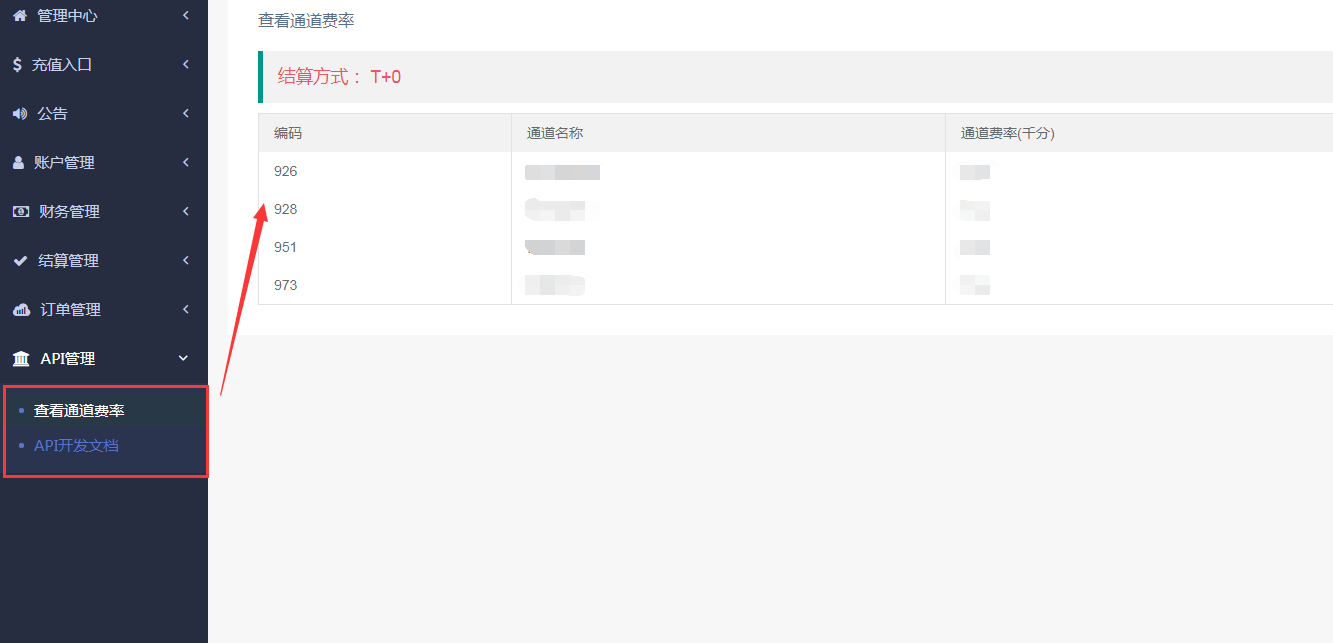 管理中心
充值入口
公告
账户管理
财务管理
结算管理
订单管理
API管理
查看通道费率
API开发文档
查看通道费率
结算方式： T+0
编码 通道名称 通道费率(千分)
926
928
951
973